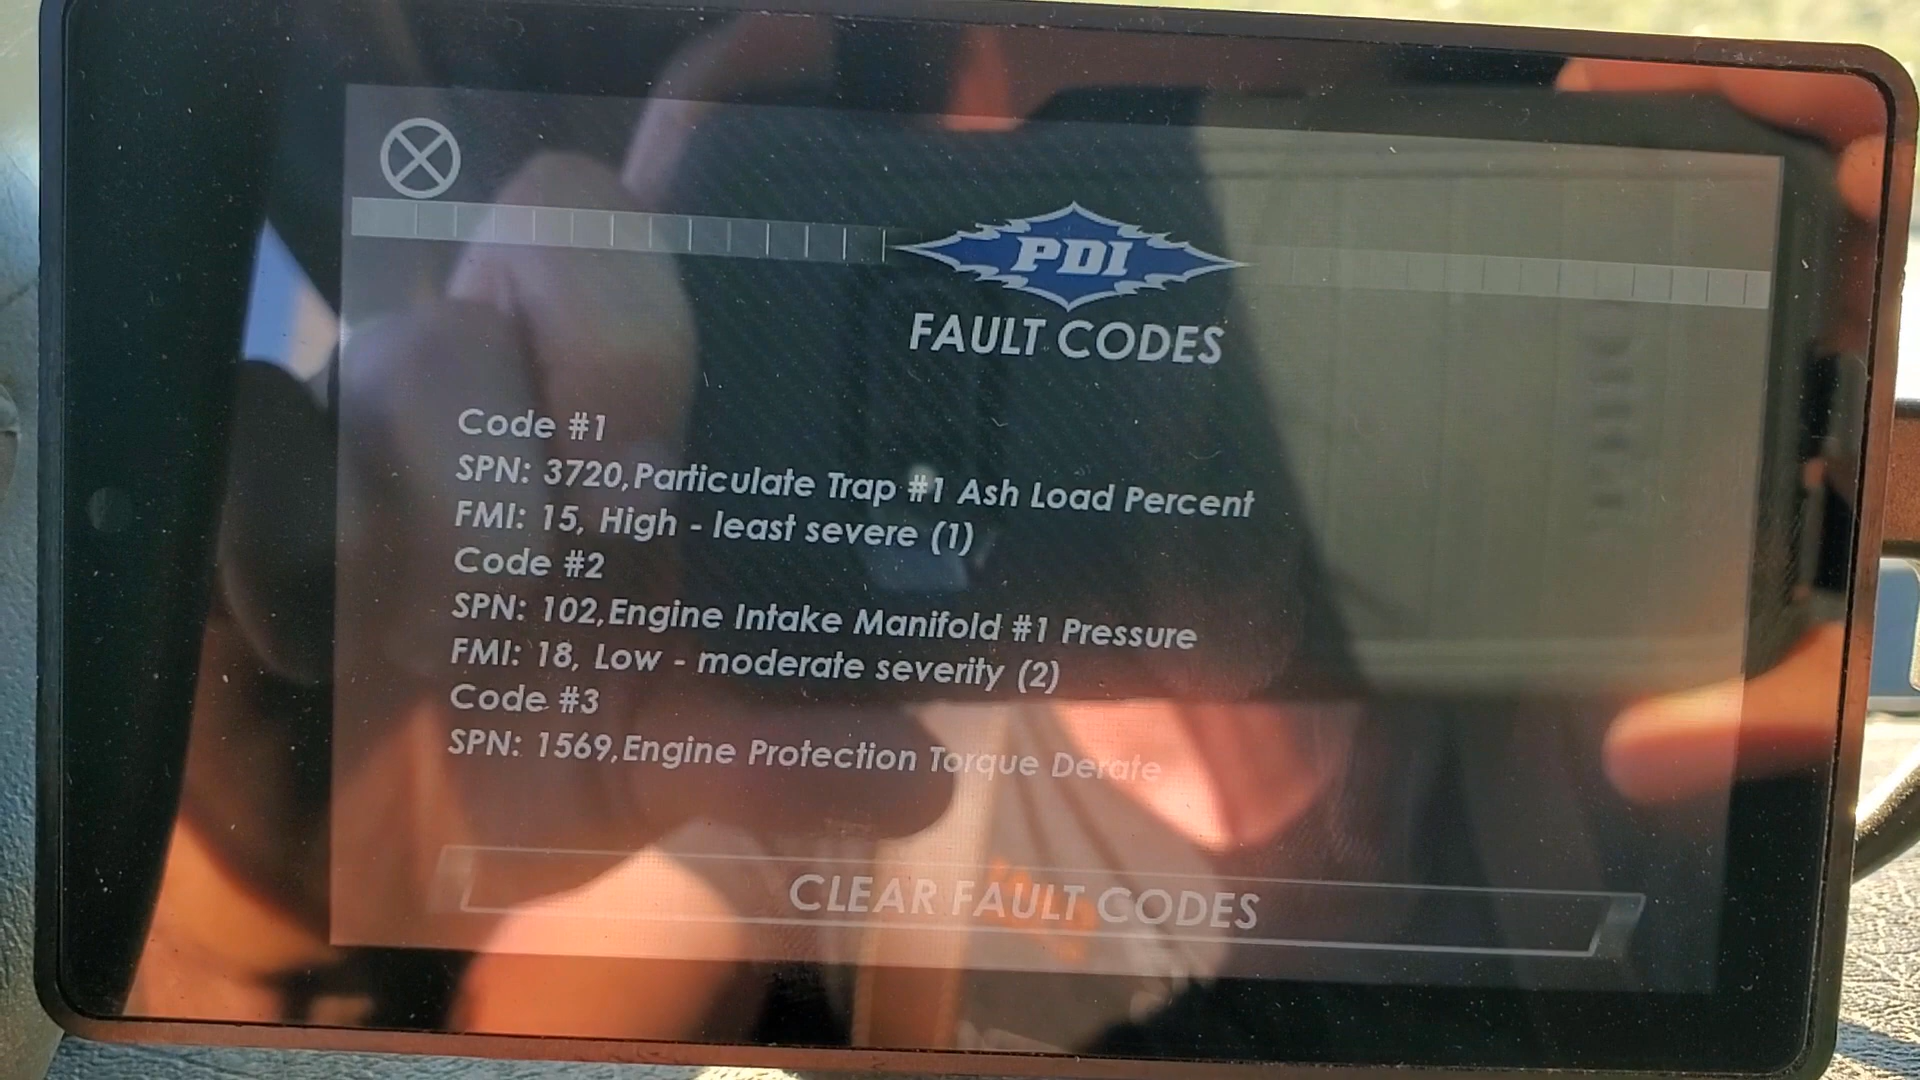 PDI
FAULT CODES
Code #1
SPN: 3720,Particulate Trap #1 Ash Load Percent
FMI: 15, High - least severe (1)
Code #2
SPN: 102,Engine Intake Manifold #1 Pressure
FMI: 18, Low - moderate severity (2)
Code #3
SPN: 1569,Engine Protection Torque Derate
CLEAR FAULT CODES